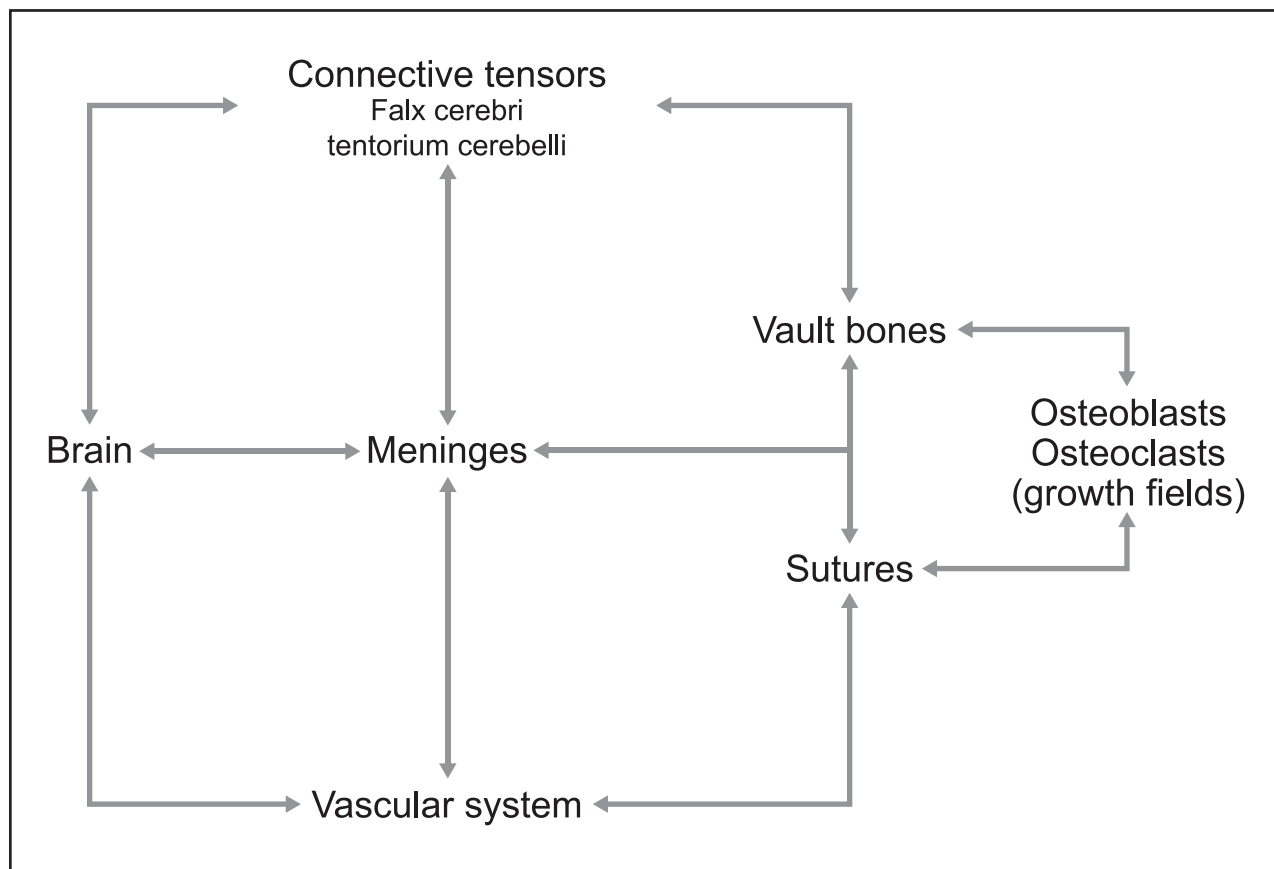 Connective tensors
Falx cerebri
tentorium cerebelli
Vault bones
Osteoblasts
Osteoclasts
(growth fields)
Brain
Meninges
Sutures
Vascular system